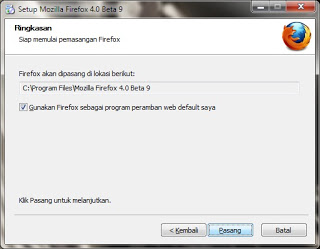 Setup Mozilla Firefox 4.0 Beta 9
Ringkasan
Siap memulai pemasangan Firefox
Firefox akan dipasang di lokasi berikut:
C:\Program Files\Mozilla Firefox 4.0 Beta 9
Gunakan Firefox sebagai program peramban web default saya
Klik Pasang untuk melanjutkan.
< Kembali
Pasang
Batal